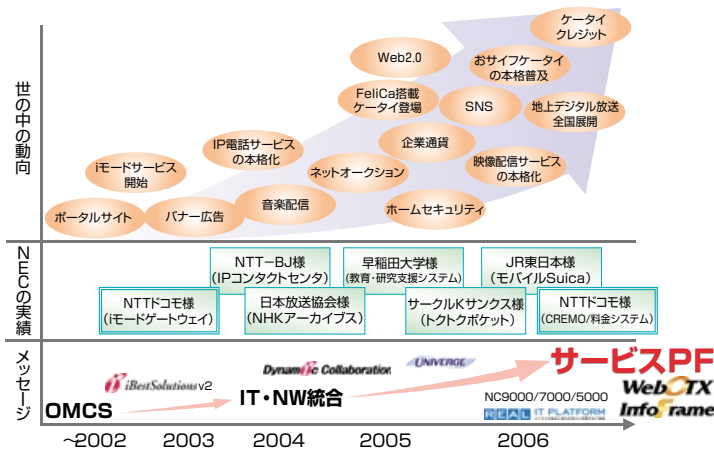 世の中の動向
ケータイ
クレジット
Web2.0
おサイフケータイ
の本格普及
FeliCa搭載
ケータイ登場
SNS
地上デジタル放送
全国展開
IP電話サービス
の本格化
企業通貨
iモードサービス
開始
ネットオークション
映像配信サービス
の本格化
ポータルサイト
バナー広告
音楽配信
ホームセキュリティ
NECの実績
NTT－BJ様
（IPコンタクトセンタ）
早稲田大学様
（教育・研究支援システム）
JR東日本様
（モバイルSuica）
NTTドコモ様
（iモードゲートウェイ）
日本放送協会様
（NHKアーカイブス）
サークルKサンクス様
（トクトクポケット）
NTTドコモ様
（CREMO/料金システム）
メッセージ
iBestSolutions v2
Dynamic Collaboration
UNIVERGE
サービスPF
OMCS
IT・NW統合
WebOTX
InfoFrame
NC9000/7000/5000
REAL IT PLATFORM
～2002
2003
2004
2005
2006